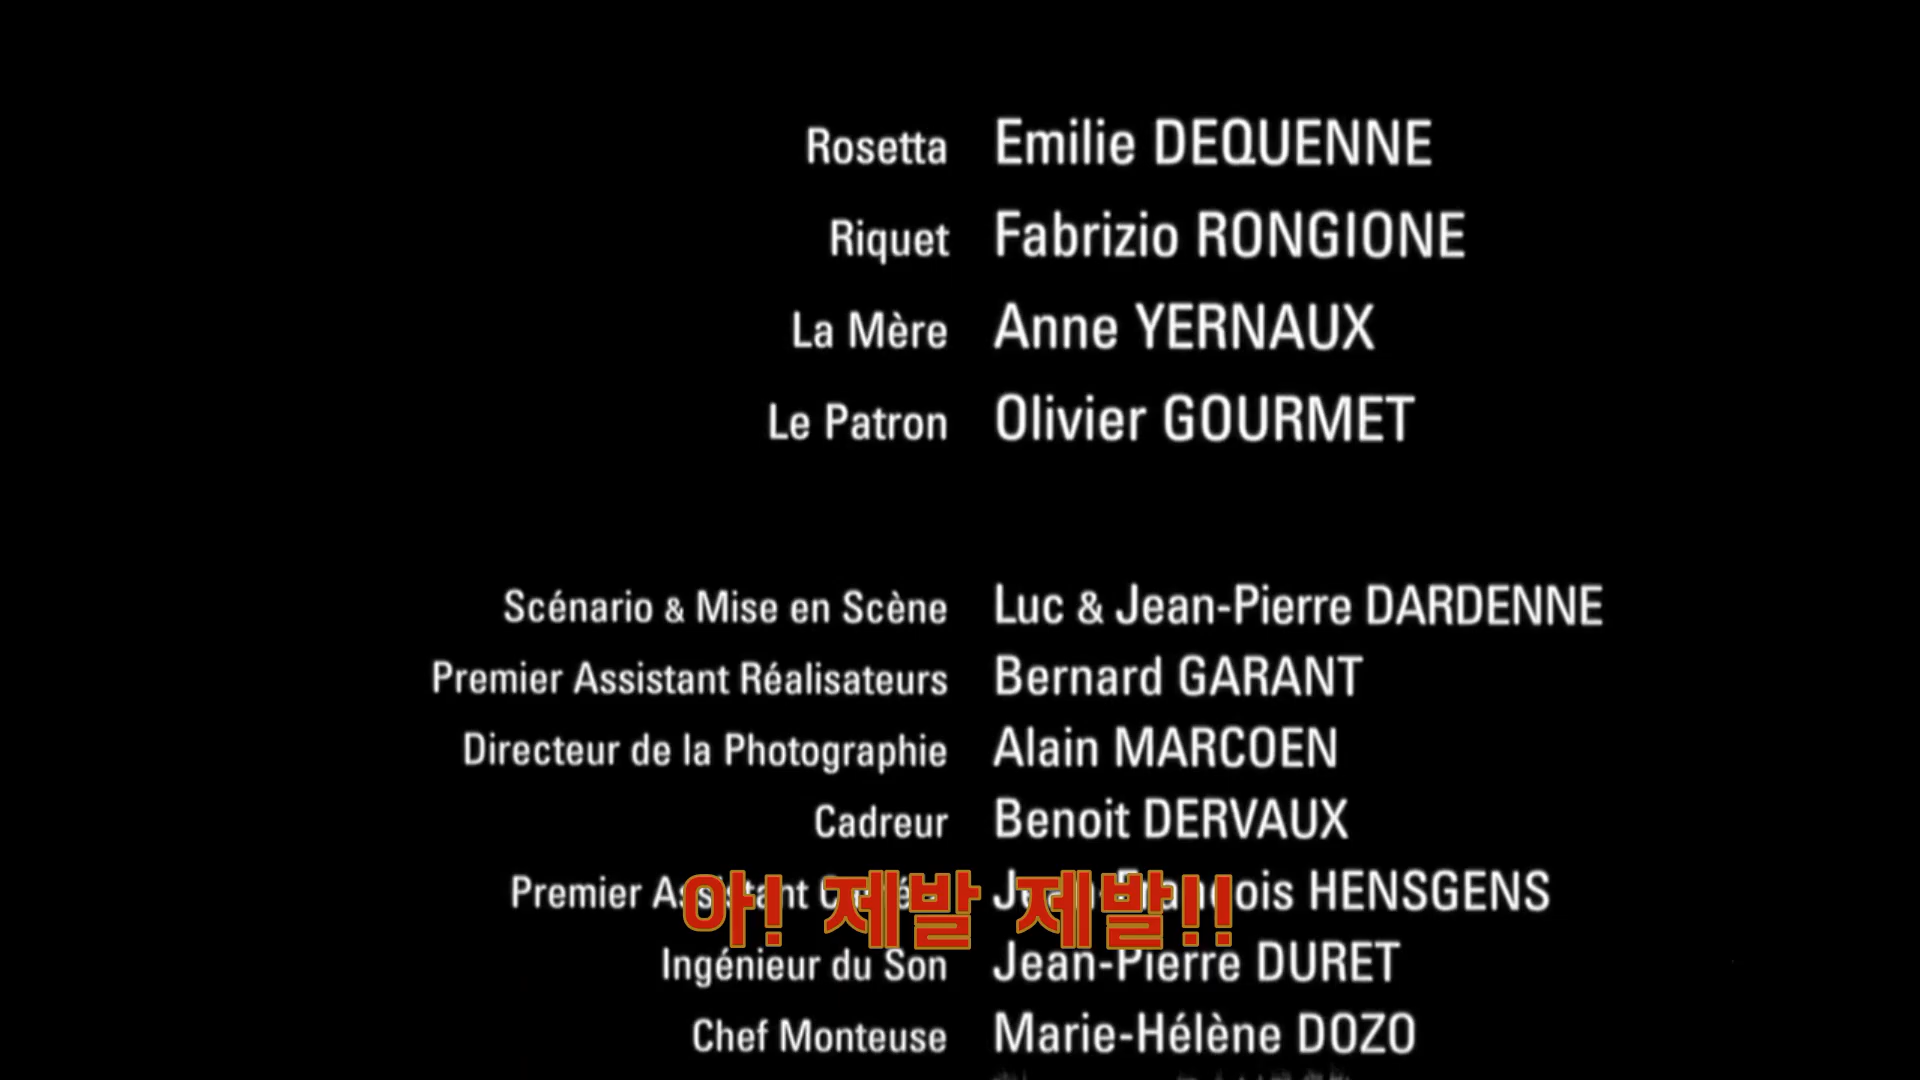 Rosetta Emilie DEQUENNE
Riquet Fabrizio RONGIONE
La Mère Anne YERNAUX
Le Patron Olivier GOURMET
Scénario & Mise en Scène Luc & Jean-Pierre DARDENNE
Premier Assistant Réalisateurs Bernard GARANT
Directeur de la Photographie Alain MARCOEN
Cadreur Benoit DERVAUX
Premier Assistant HENSGENS
아! 제발 제발!!
Ingénieur du Son Jean-Pierre DURET
Chef Monteuse Marie-Hélène DOZO